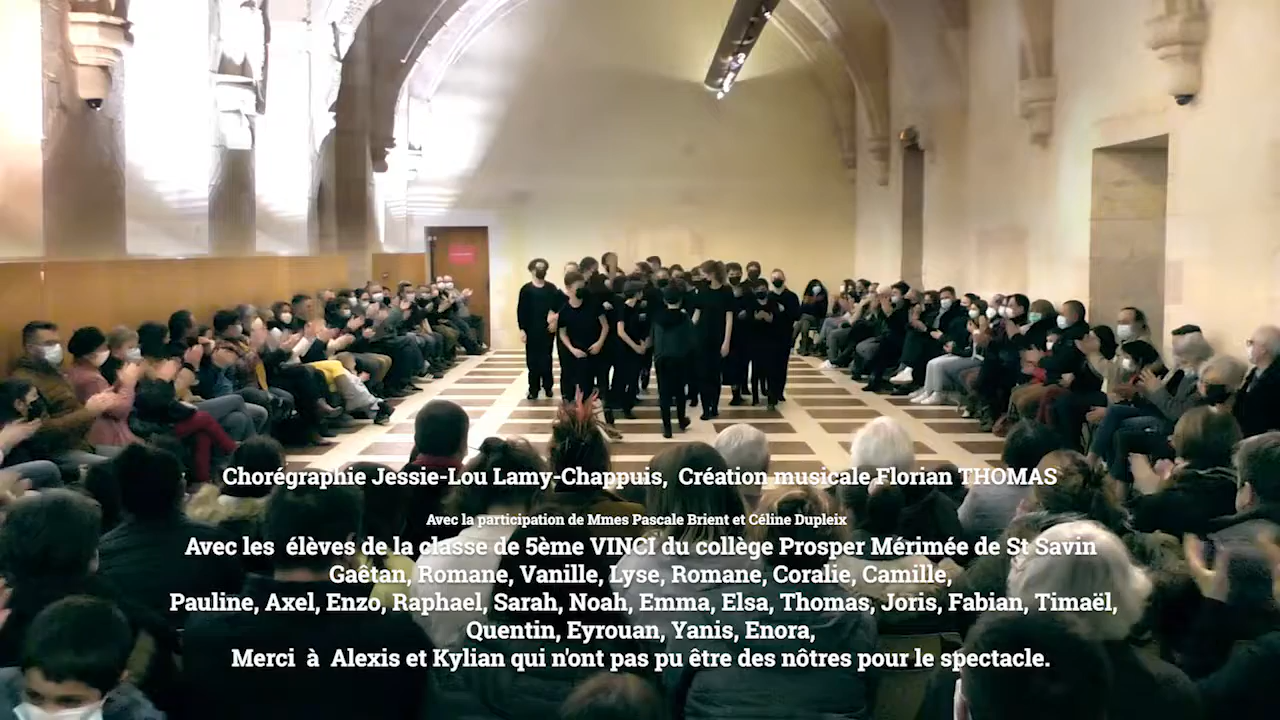 Chorégraphie Jessie-Lou Lamy-Chappuis, Création musicale Florian THOMAS
Avec la participation de Mmes Pascale Brient et Céline Dupleix
Avec les élèves de la classe de 5ème VINCI du collège Prosper Mérimée de St Savin
Gaêtan, Romane, Vanille, Lyse, Romane, Coralie, Camille,
Pauline, Axel, Enzo, Raphael, Sarah, Noah, Emma, Elsa, Thomas, Joris, Fabian, Timaël,
Quentin, Eyrouan, Yanis, Enora,
Merci à Alexis et Kylian qui n'ont pas pu être des nôtres pour le spectacle.